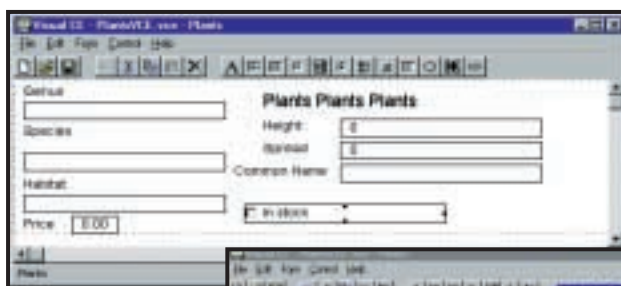 Visual CE - PlantsVCE.vce - Plants
File Edit Form Control Help
Genus
Plants Plants Plants
Height 0
Species
Spread 0
Common Name
Habitat
In stock
Price 0.00
Plants
File Edit Form Control Help